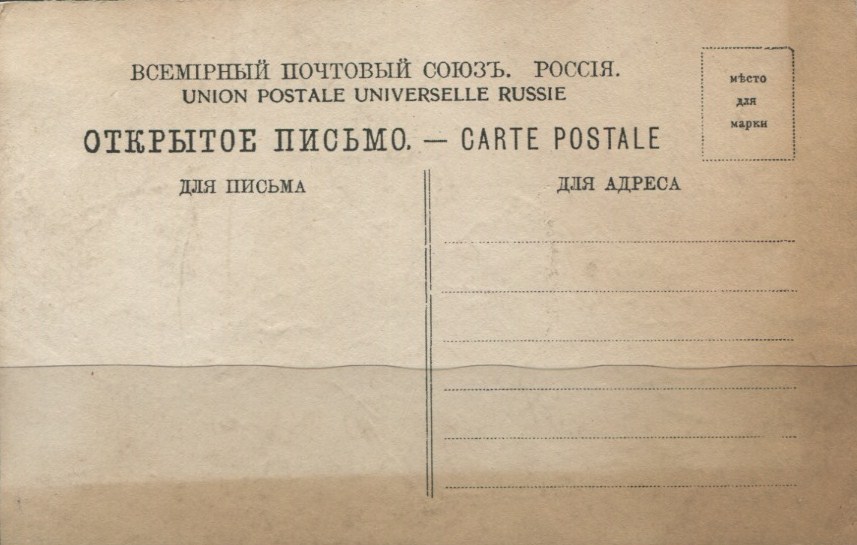 ВСЕМІРНЫЙ ПОЧТОВЫЙ СОЮЗЪ. РОССІЯ.
UNION POSTALE UNIVERSELLE RUSSIE
ОТКРЫТОЕ ПИСЬМО. — CARTE POSTALE
мѣсто
для
марки
ДЛЯ ПИСЬМА
ДЛЯ АДРЕСА